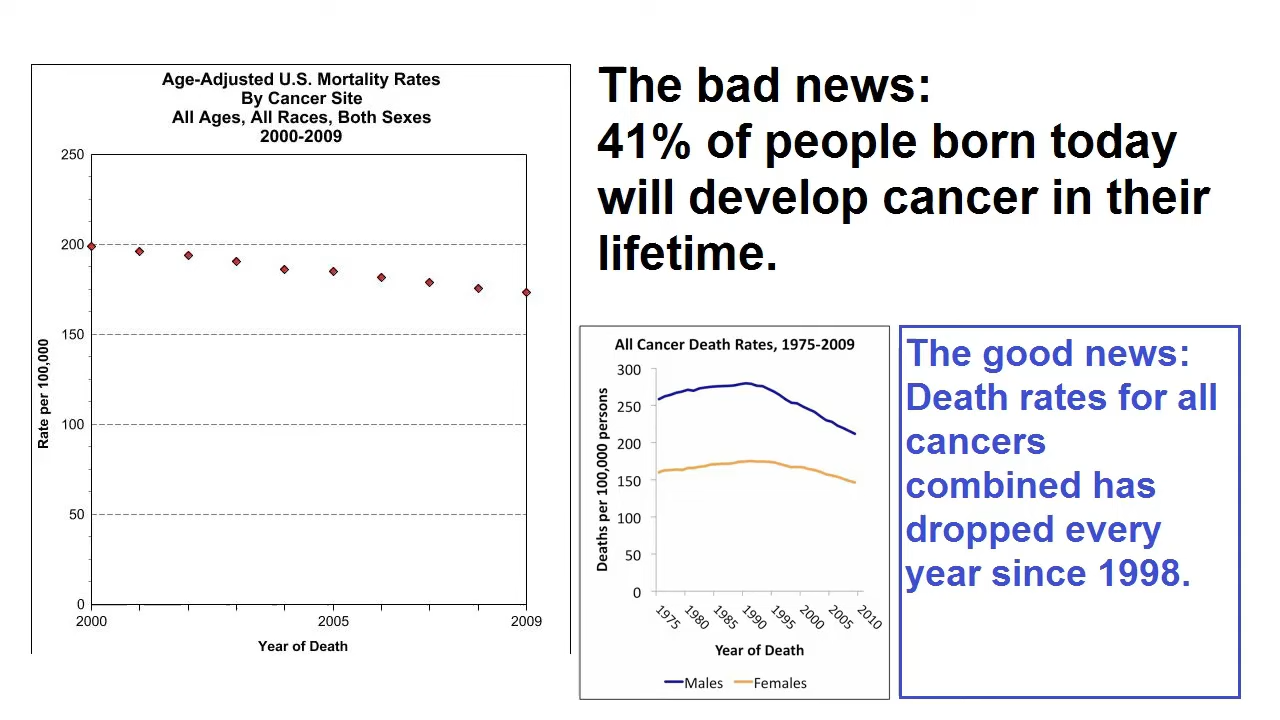 Age-Adjusted U.S. Mortality Rates
By Cancer Site
All Ages, All Races, Both Sexes
2000-2009
250
200
150
100
50
0
Rate per 100,000
2000
2005
2009
Year of Death
The bad news:
41% of people born today
will develop cancer in their
lifetime.
All Cancer Death Rates, 1975-2009
300
250
200
150
100
50
0
Deaths per 100,000 persons
1975
1980
1985
1990
1995
2000
2005
2010
Year of Death
Males
Females
The good news:
Death rates for all
cancers
combined has
dropped every
year since 1998.